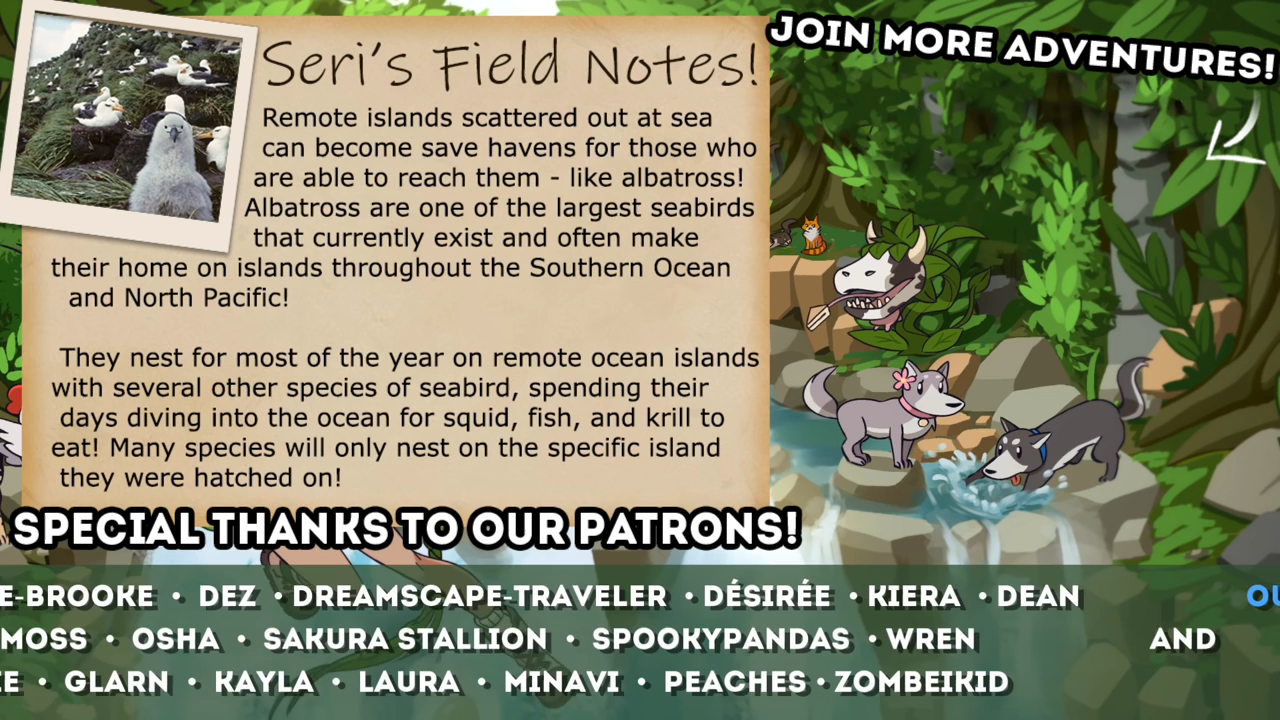 Seri's Field Notes!
JOIN MORE ADVENTURES!
Remote islands scattered out at sea
can become save havens for those who
are able to reach them - like albatross!
Albatross are one of the largest seabirds
that currently exist and often make
their home on islands throughout the Southern Ocean
and North Pacific!
They nest for most of the year on remote ocean islands
with several other species of seabird, spending their
days diving into the ocean for squid, fish, and krill to
eat! Many species will only nest on the specific island
they were hatched on!
SPECIAL THANKS TO OUR PATRONS!
E-BROOKE • DEZ • DREAMSCAPE-TRAVELER • DÉSIRÉE • KIERA • DEAN OU
MOSS • OSHA • SAKURA STALLION • SPOOKYPANDAS • WREN AND
IE • GLARN • KAYLA • LAURA • MINAVI • PEACHES • ZOMBEIKID